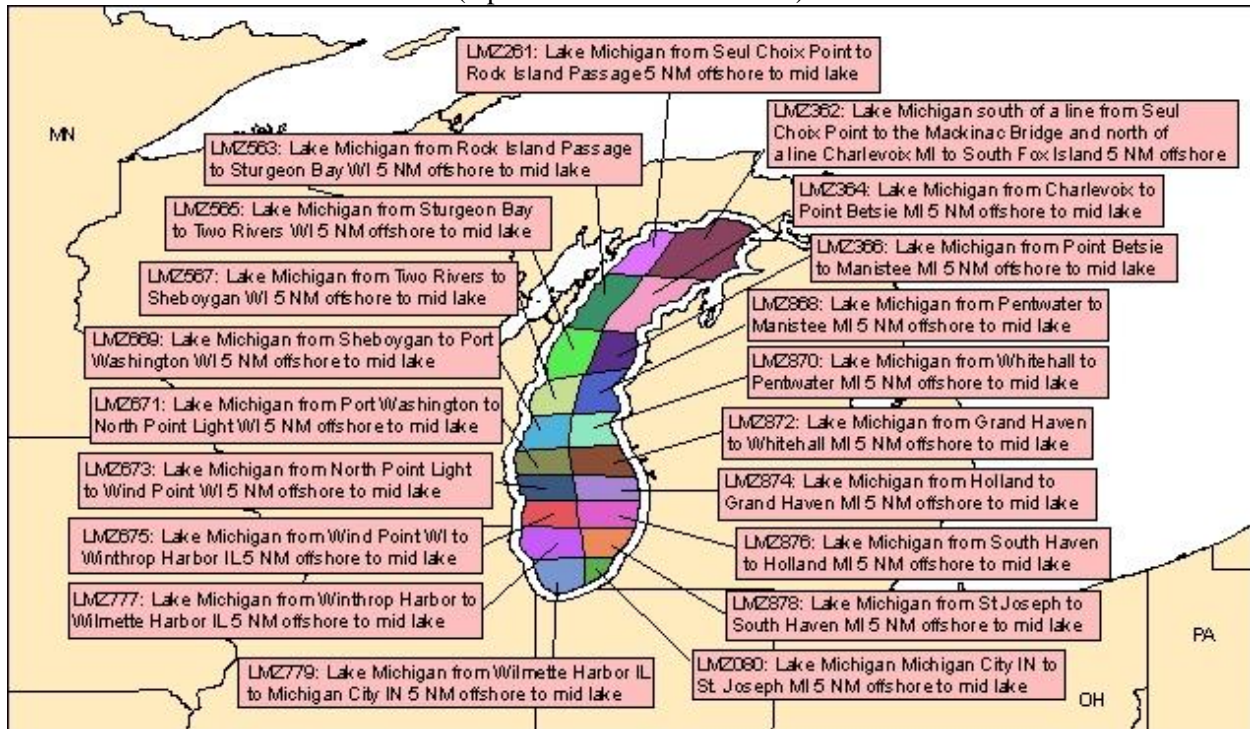 LMZ261: Lake Michigan from Seul Choix Point to
Rock Island Passage 5 NM offshore to mid lake
LMZ362: Lake Michigan south of a line from Seul
Choix Point to the Mackinac Bridge and north of
a line Charlevoix MI to South Fox Island 5 NM offshore
MN
LMZ563: Lake Michigan from Rock Island Passage
to Sturgeon Bay WI 5 NM offshore to mid lake
LMZ364: Lake Michigan from Charlevoix to
Point Betsie MI 5 NM offshore to mid lake
LMZ565: Lake Michigan from Sturgeon Bay
to Two Rivers WI 5 NM offshore to mid lake
LMZ366: Lake Michigan from Point Betsie
to Manistee MI 5 NM offshore to mid lake
LMZ567: Lake Michigan from Two Rivers to
Sheboygan WI 5 NM offshore to mid lake
LMZ868: Lake Michigan from Pentwater to
Manistee MI 5 NM offshore to mid lake
LMZ669: Lake Michigan from Sheboygan to Port
Washington WI 5 NM offshore to mid lake
LMZ870: Lake Michigan from Whitehall to
Pentwater MI 5 NM offshore to mid lake
LMZ671: Lake Michigan from Port Washington to
North Point Light WI 5 NM offshore to mid lake
LMZ872: Lake Michigan from Grand Haven
to Whitehall MI 5 NM offshore to mid lake
LMZ673: Lake Michigan from North Point Light
to Wind Point WI 5 NM offshore to mid lake
LMZ874: Lake Michigan from Holland to
Grand Haven MI 5 NM offshore to mid lake
LMZ675: Lake Michigan from Wind Point WI to
Winthrop Harbor IL 5 NM offshore to mid lake
LMZ876: Lake Michigan from South Haven
to Holland MI 5 NM offshore to mid lake
LMZ777: Lake Michigan from Winthrop Harbor to
Wilmette Harbor IL 5 NM offshore to mid lake
LMZ878: Lake Michigan from St Joseph to
South Haven MI 5 NM offshore to mid lake
PA
LMZ779: Lake Michigan from Wilmette Harbor IL
to Michigan City IN 5 NM offshore to mid lake
LMZ080: Lake Michigan Michigan City IN to
St. Joseph MI 5 NM offshore to mid lake
OH